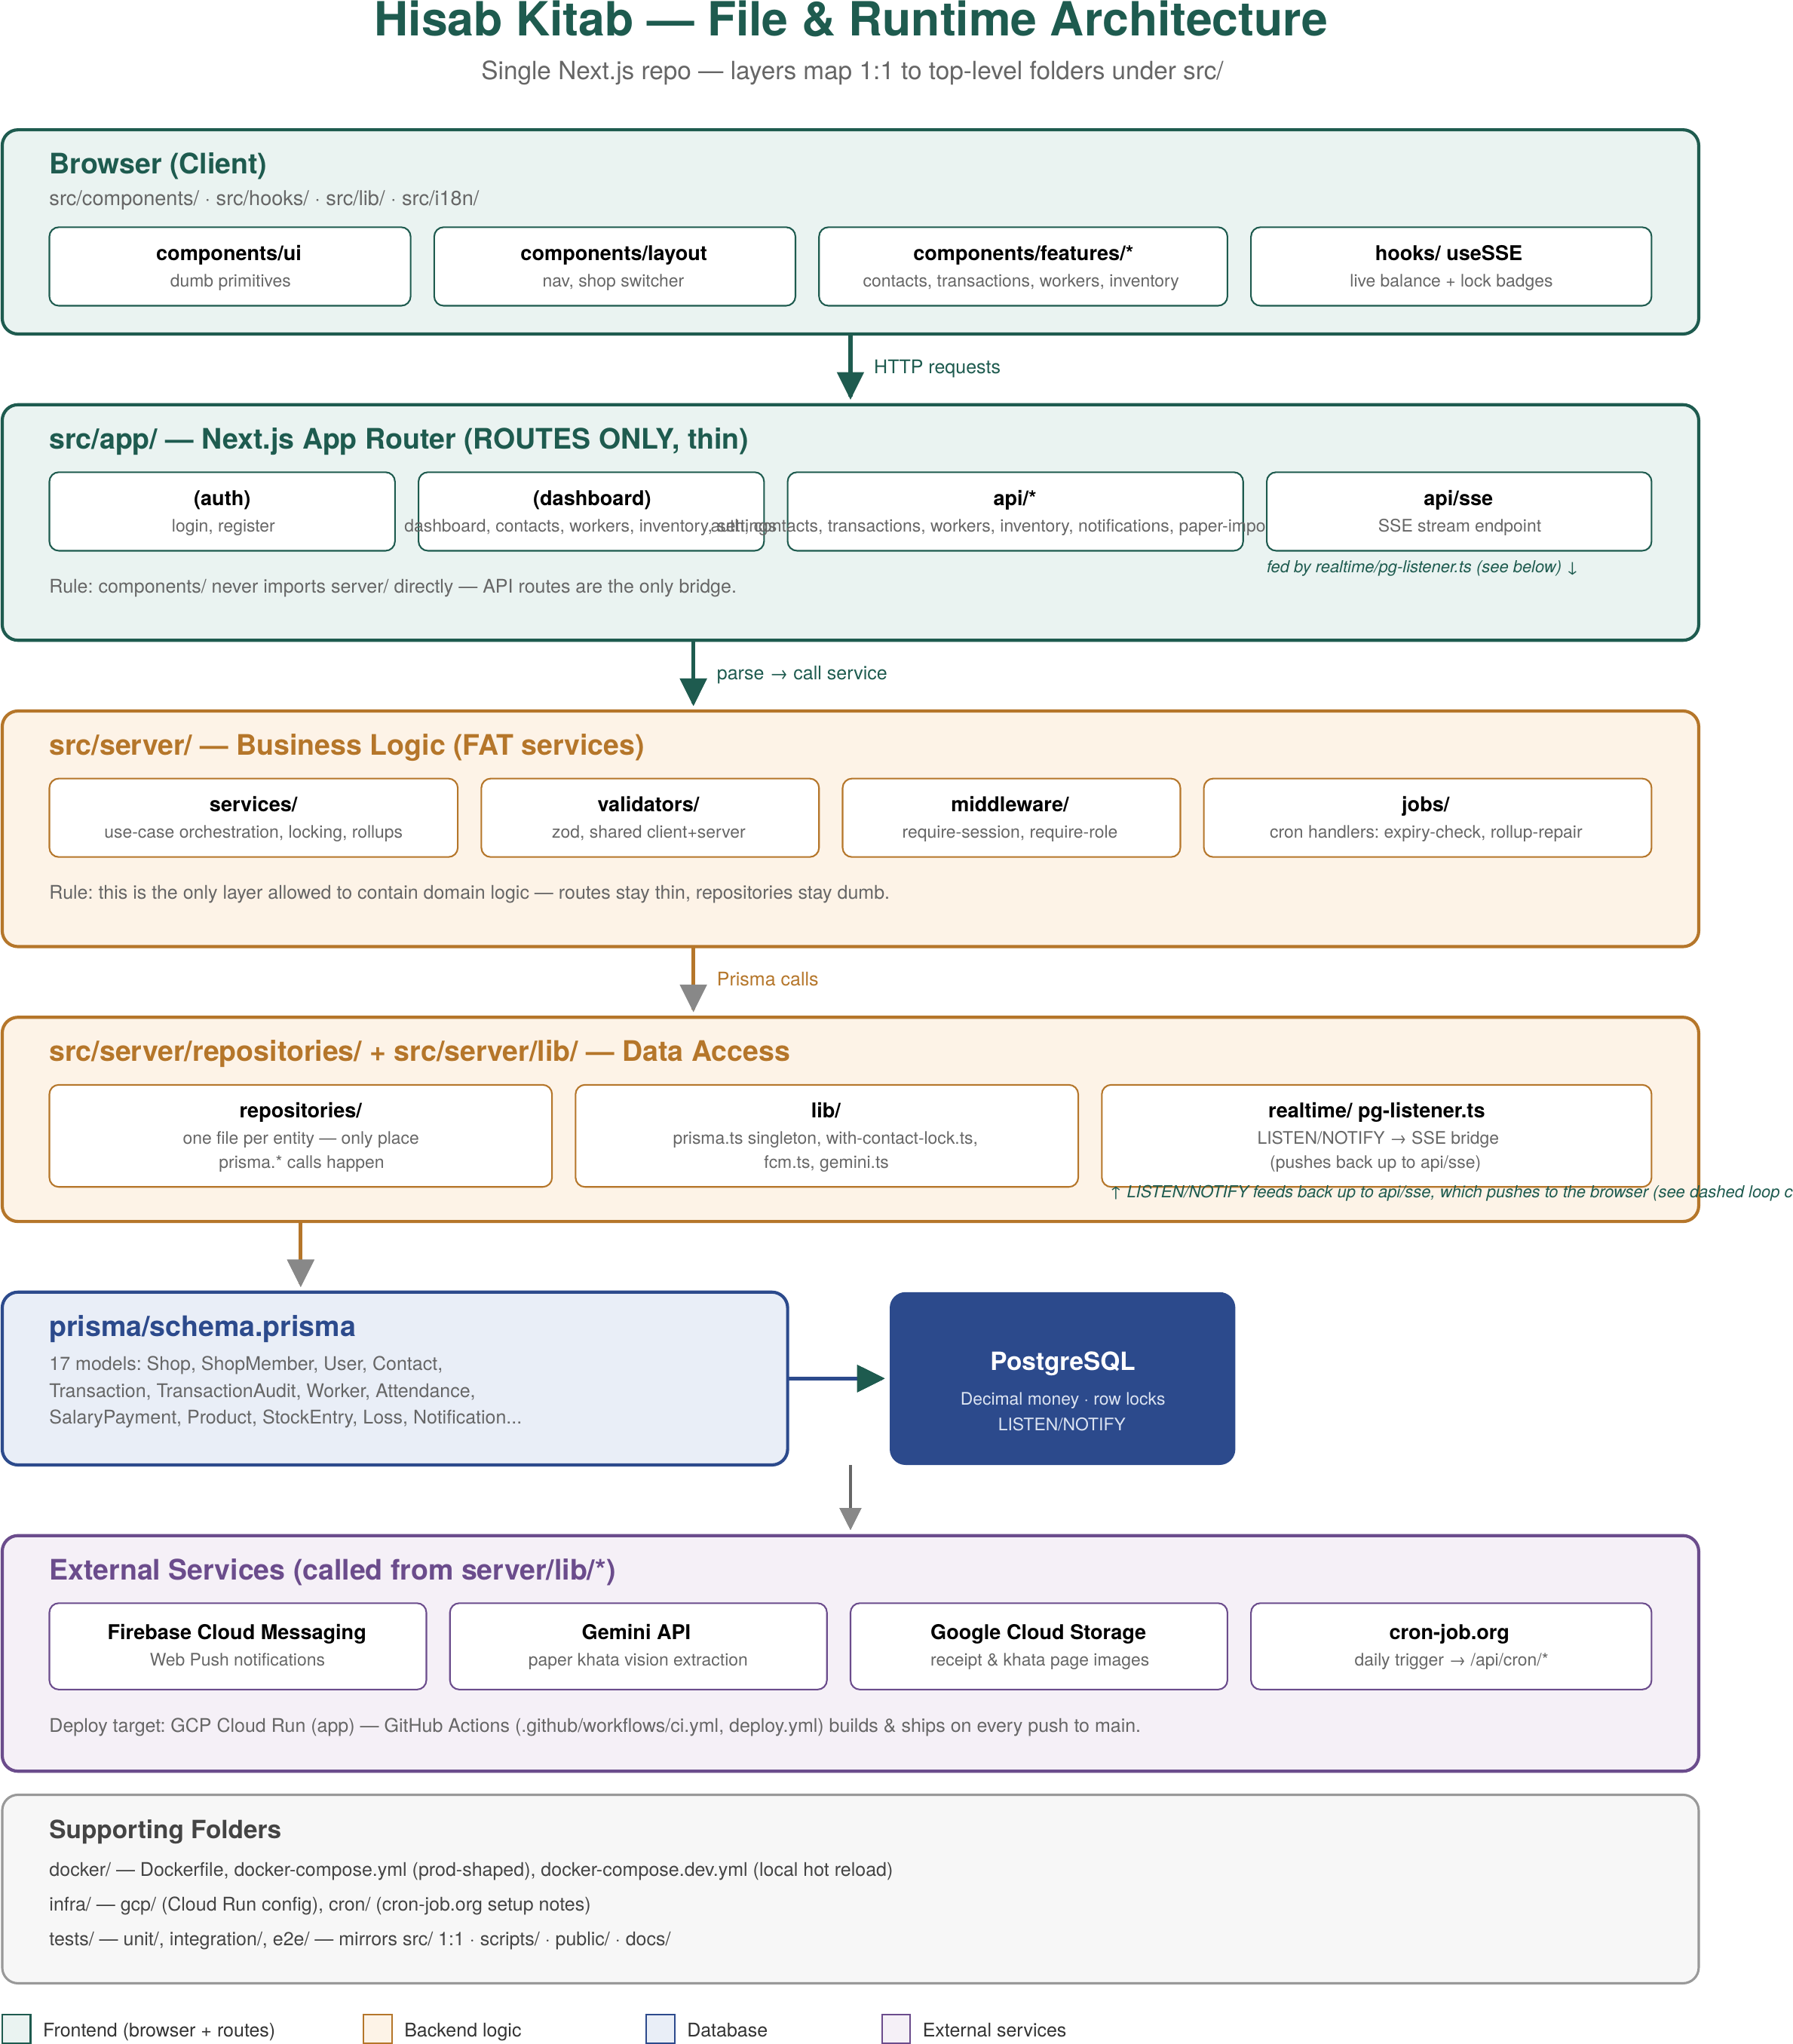 Hisab Kitab — File & Runtime Architecture
Single Next.js repo — layers map 1:1 to top-level folders under src/
Browser (Client)
src/components/ · src/hooks/ · src/lib/ · src/i18n/
components/ui
dumb primitives
components/layout
nav, shop switcher
components/features/*
contacts, transactions, workers, inventory
hooks/ useSSE
live balance + lock badges
HTTP requests
src/app/ — Next.js App Router (ROUTES ONLY, thin)
(auth)
login, register
(dashboard)
dashboard, contacts, workers, inventory, settings
api/*
auth, contacts, transactions, workers, inventory, notifications, paper-impo
api/sse
SSE stream endpoint
fed by realtime/pg-listener.ts (see below) ↓
Rule: components/ never imports server/ directly — API routes are the only bridge.
parse → call service
src/server/ — Business Logic (FAT services)
services/
use-case orchestration, locking, rollups
validators/
zod, shared client+server
middleware/
require-session, require-role
jobs/
cron handlers: expiry-check, rollup-repair
Rule: this is the only layer allowed to contain domain logic — routes stay thin, repositories stay dumb.
Prisma calls
src/server/repositories/ + src/server/lib/ — Data Access
repositories/
one file per entity — only place
prisma.* calls happen
lib/
prisma.ts singleton, with-contact-lock.ts,
fcm.ts, gemini.ts
realtime/ pg-listener.ts
LISTEN/NOTIFY → SSE bridge
(pushes back up to api/sse)
↑ LISTEN/NOTIFY feeds back up to api/sse, which pushes to the browser (see dashed loop c
prisma/schema.prisma
17 models: Shop, ShopMember, User, Contact,
Transaction, TransactionAudit, Worker, Attendance,
SalaryPayment, Product, StockEntry, Loss, Notification...
PostgreSQL
Decimal money · row locks
LISTEN/NOTIFY
External Services (called from server/lib/*)
Firebase Cloud Messaging
Web Push notifications
Gemini API
paper khata vision extraction
Google Cloud Storage
receipt & khata page images
cron-job.org
daily trigger → /api/cron/*
Deploy target: GCP Cloud Run (app) — GitHub Actions (.github/workflows/ci.yml, deploy.yml) builds & ships on every push to main.
Supporting Folders
docker/ — Dockerfile, docker-compose.yml (prod-shaped), docker-compose.dev.yml (local hot reload)
infra/ — gcp/ (Cloud Run config), cron/ (cron-job.org setup notes)
tests/ — unit/, integration/, e2e/ — mirrors src/ 1:1 · scripts/ · public/ · docs/
Frontend (browser + routes)
Backend logic
Database
External services